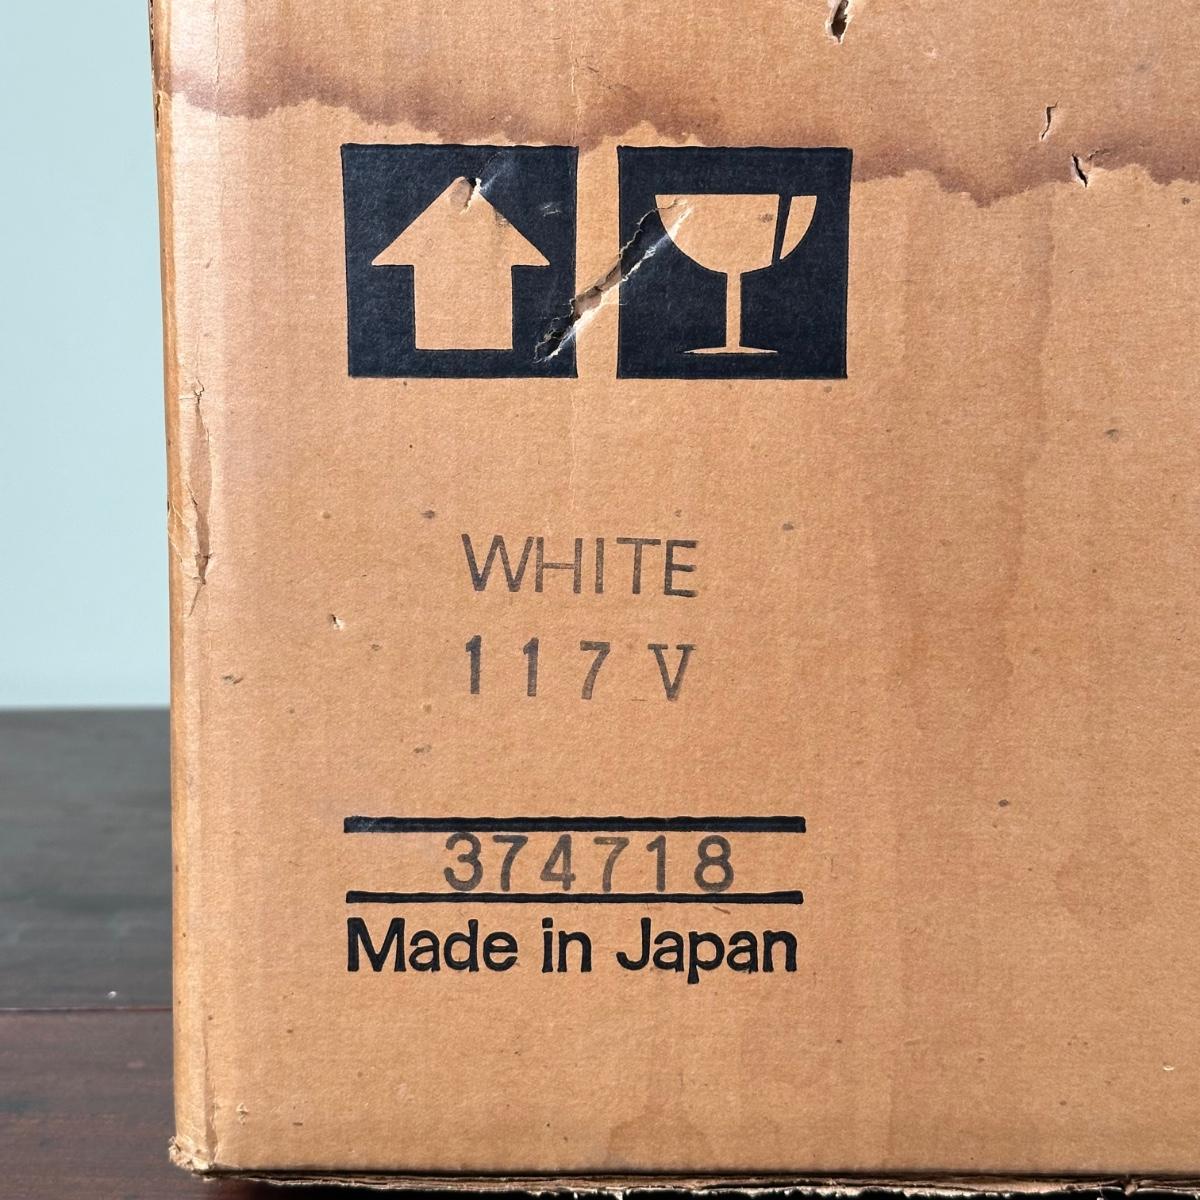 WHITE
117 V
374718
Made in Japan